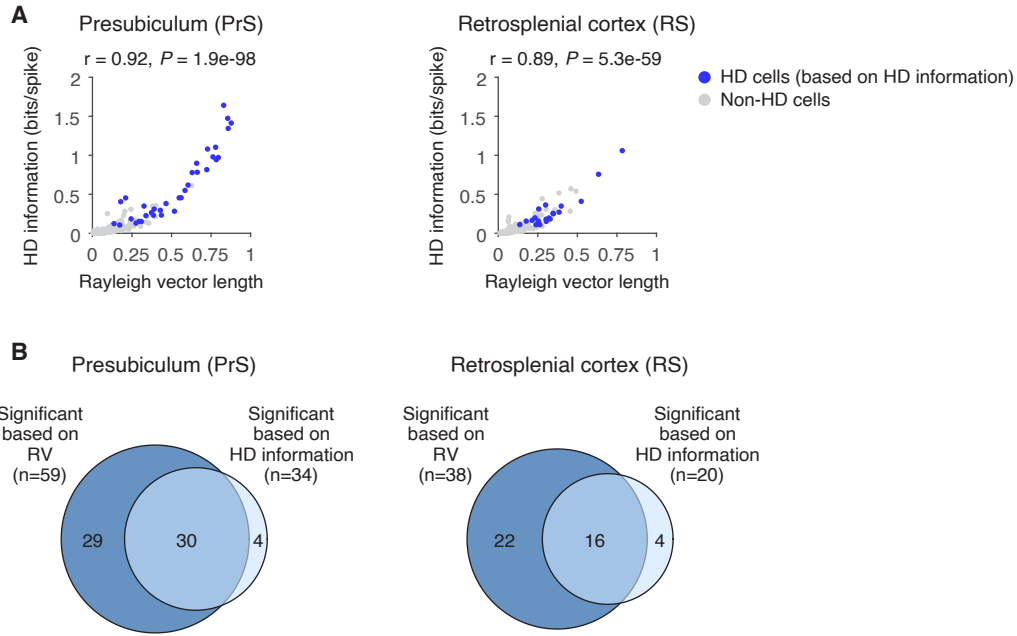 A
Presubiculum (PrS)
r = 0.92, P = 1.9e-98
HD information (bits/spike)
2
1.5
1
0.5
0
0 0.25 0.5 0.75 1
Rayleigh vector length
Retrosplenial cortex (RS)
r = 0.89, P = 5.3e-59
HD information (bits/spike)
2
1.5
1
0.5
0
0 0.25 0.5 0.75 1
Rayleigh vector length
HD cells (based on HD information)
Non-HD cells
B
Presubiculum (PrS)
Significant
based on
RV
(n=59)
Significant
based on
HD information
(n=34)
29 30 4
Retrosplenial cortex (RS)
Significant
based on
RV
(n=38)
Significant
based on
HD information
(n=20)
22 16 4